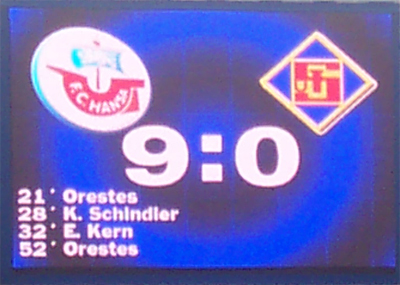 F.C. HANSA
9:0
21' Orestes
28' K. Schindler
32' E. Kern
52' Orestes